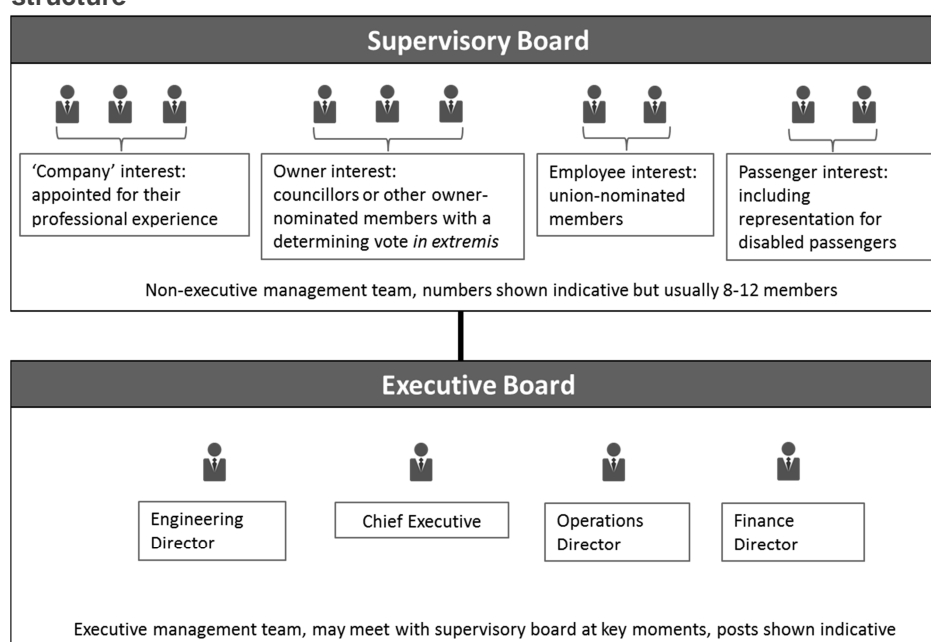 structure
Supervisory Board
‘Company’ interest:
appointed for their
professional experience
Owner interest:
councillors or other owner-
nominated members with a
determining vote in extremis
Employee interest:
union-nominated
members
Passenger interest:
including
representation for
disabled passengers
Non-executive management team, numbers shown indicative but usually 8-12 members
Executive Board
Engineering
Director
Chief Executive
Operations
Director
Finance
Director
Executive management team, may meet with supervisory board at key moments, posts shown indicative